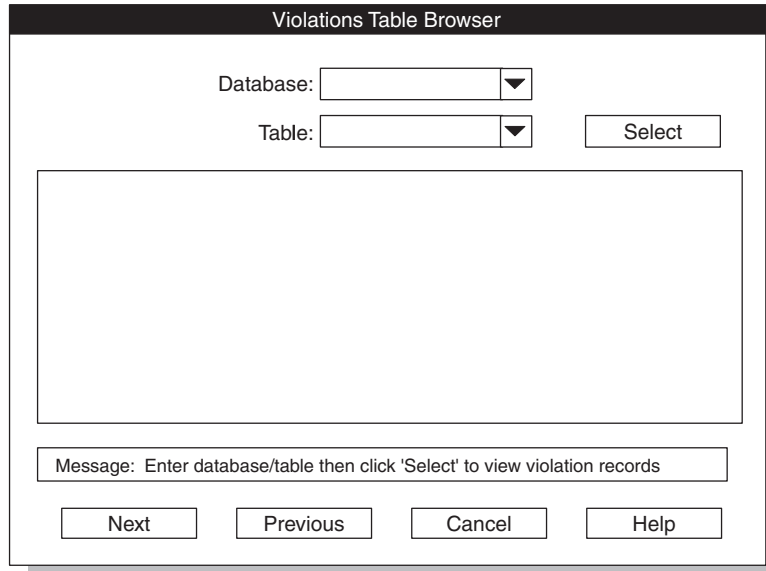 Violations Table Browser
Database:
Table:
Select
Message: Enter database/table then click 'Select' to view violation records
Next Previous Cancel Help